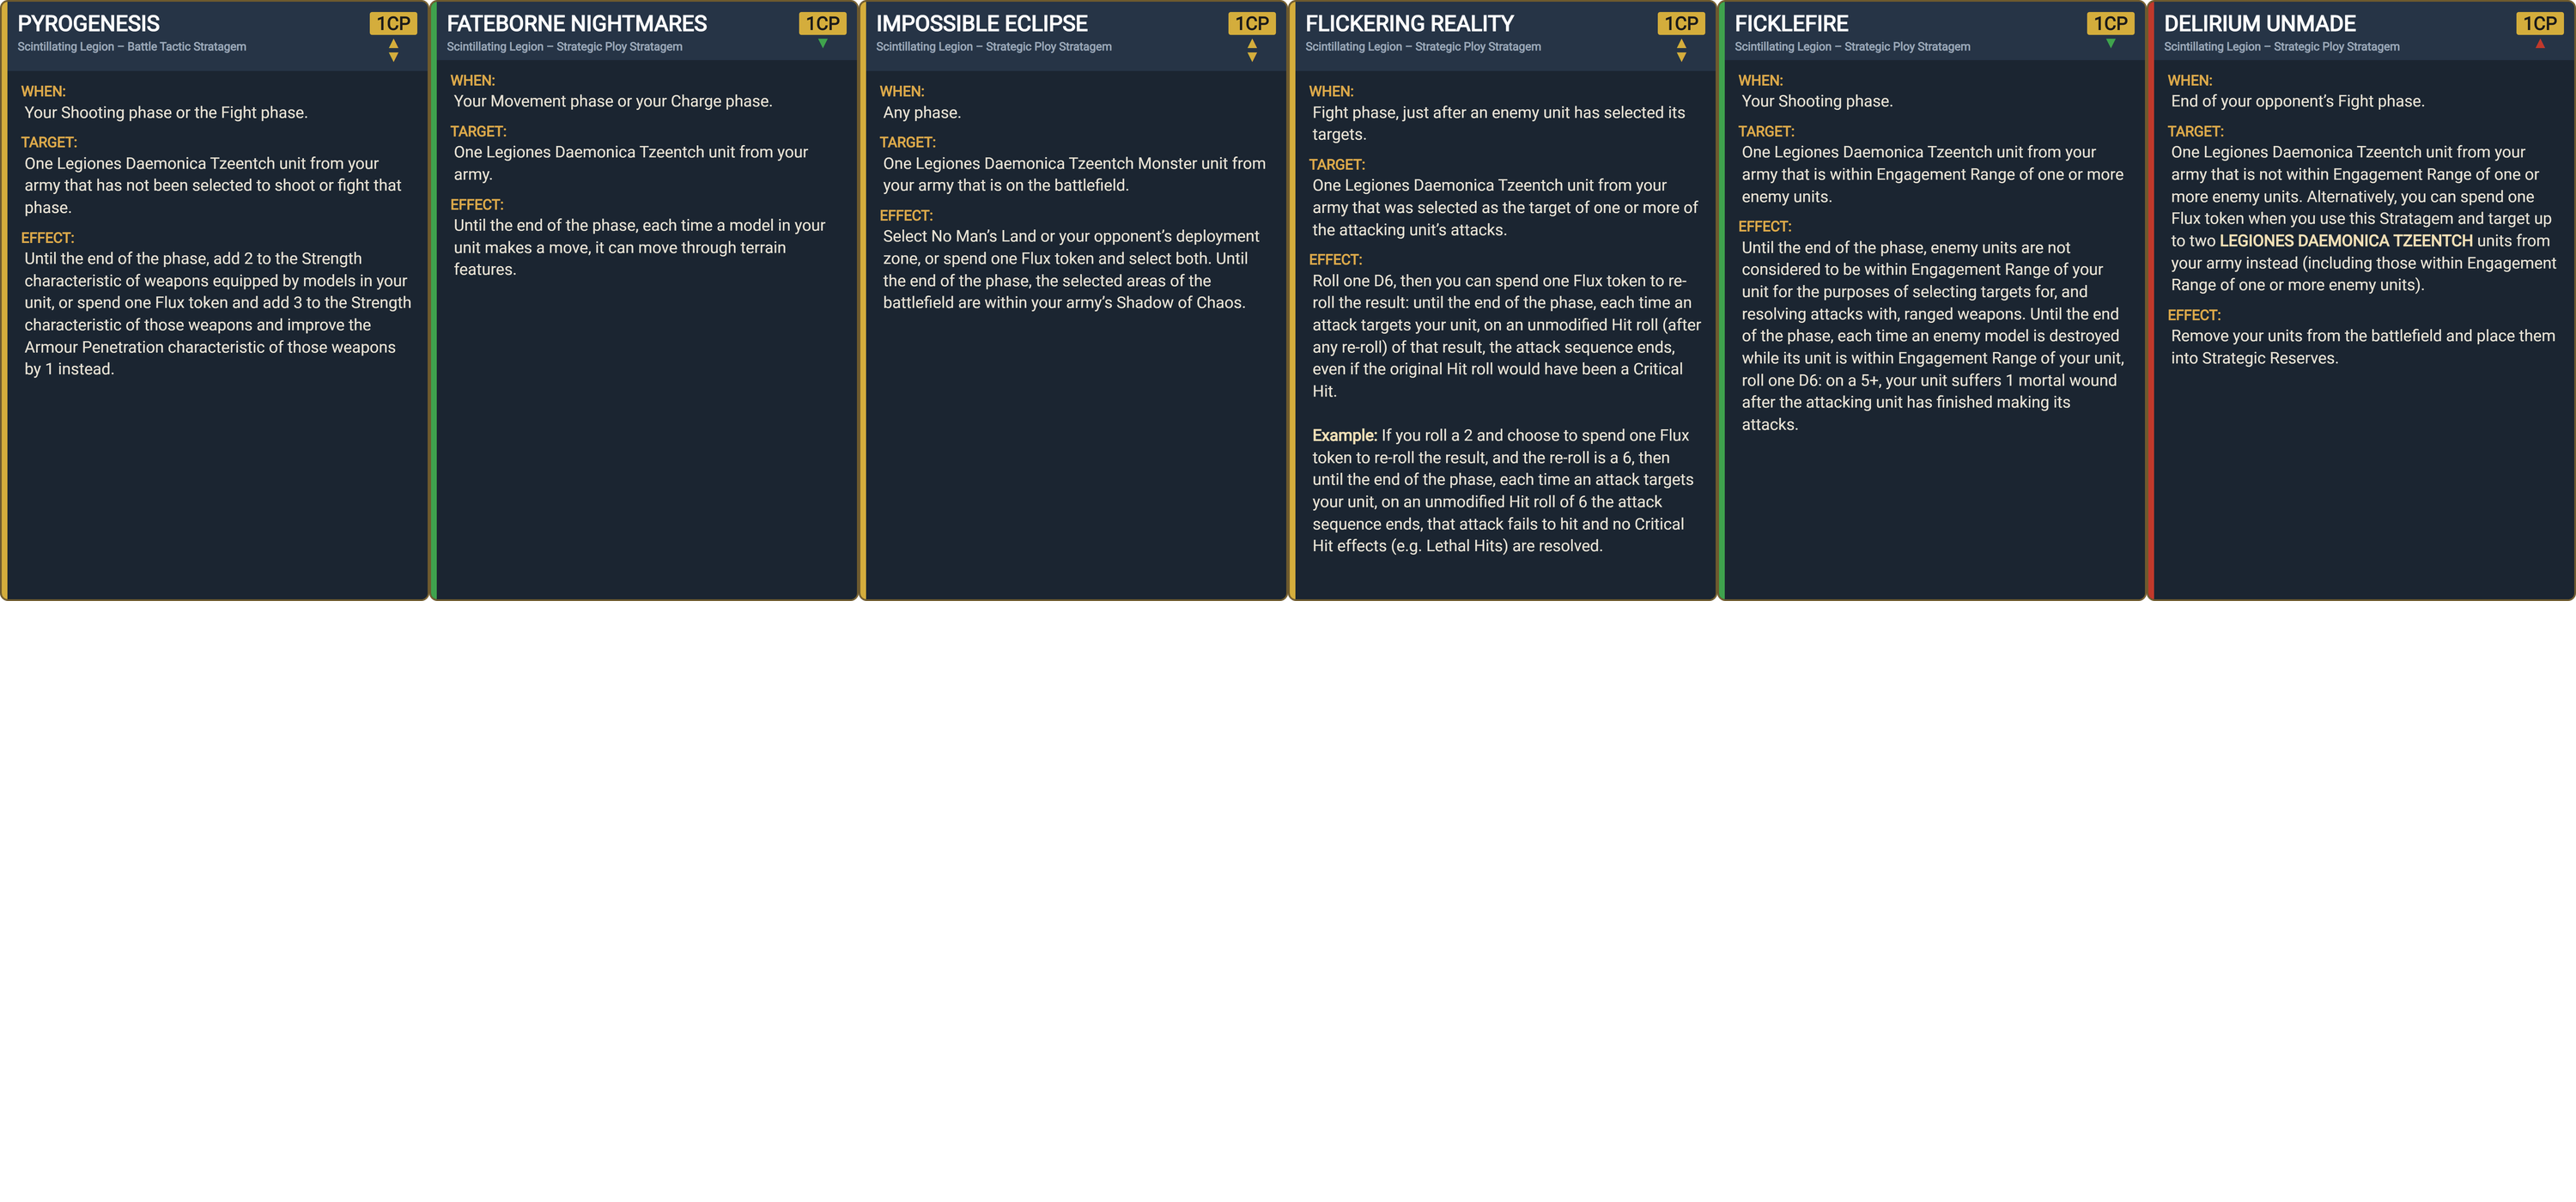 PYROGENESIS
1CP
Scintillating Legion – Battle Tactic Stratagem
▲
▼
WHEN:
Your Shooting phase or the Fight phase.
TARGET:
One Legiones Daemonica Tzeentch unit from your
army that has not been selected to shoot or fight that
phase.
EFFECT:
Until the end of the phase, add 2 to the Strength
characteristic of weapons equipped by models in your
unit, or spend one Flux token and add 3 to the Strength
characteristic of those weapons and improve the
Armour Penetration characteristic of those weapons
by 1 instead.
FATEBORNE NIGHTMARES
1CP
Scintillating Legion – Strategic Ploy Stratagem
▼
WHEN:
Your Movement phase or your Charge phase.
TARGET:
One Legiones Daemonica Tzeentch unit from your
army.
EFFECT:
Until the end of the phase, each time a model in your
unit makes a move, it can move through terrain
features.
IMPOSSIBLE ECLIPSE
1CP
Scintillating Legion – Strategic Ploy Stratagem
▲
▼
WHEN:
Any phase.
TARGET:
One Legiones Daemonica Tzeentch Monster unit from
your army that is on the battlefield.
EFFECT:
Select No Man’s Land or your opponent’s deployment
zone, or spend one Flux token and select both. Until
the end of the phase, the selected areas of the
battlefield are within your army’s Shadow of Chaos.
FLICKERING REALITY
1CP
Scintillating Legion – Strategic Ploy Stratagem
▲
▼
WHEN:
Fight phase, just after an enemy unit has selected its
targets.
TARGET:
One Legiones Daemonica Tzeentch unit from your
army that was selected as the target of one or more of
the attacking unit’s attacks.
EFFECT:
Roll one D6, then you can spend one Flux token to re-
roll the result: until the end of the phase, each time an
attack targets your unit, on an unmodified Hit roll (after
any re-roll) of that result, the attack sequence ends,
even if the original Hit roll would have been a Critical
Hit.
Example: If you roll a 2 and choose to spend one Flux
token to re-roll the result, and the re-roll is a 6, then
until the end of the phase, each time an attack targets
your unit, on an unmodified Hit roll of 6 the attack
sequence ends, that attack fails to hit and no Critical
Hit effects (e.g. Lethal Hits) are resolved.
FICKLEFIRE
1CP
Scintillating Legion – Strategic Ploy Stratagem
▼
WHEN:
Your Shooting phase.
TARGET:
One Legiones Daemonica Tzeentch unit from your
army that is within Engagement Range of one or more
enemy units.
EFFECT:
Until the end of the phase, enemy units are not
considered to be within Engagement Range of your
unit for the purposes of selecting targets for, and
resolving attacks with, ranged weapons. Until the end
of the phase, each time an enemy model is destroyed
while its unit is within Engagement Range of your unit,
roll one D6: on a 5+, your unit suffers 1 mortal wound
after the attacking unit has finished making its
attacks.
DELIRIUM UNMADE
1CP
Scintillating Legion – Strategic Ploy Stratagem
▲
WHEN:
End of your opponent’s Fight phase.
TARGET:
One Legiones Daemonica Tzeentch unit from your
army that is not within Engagement Range of one or
more enemy units. Alternatively, you can spend one
Flux token when you use this Stratagem and target up
to two LEGIONES DAEMONICA TZEENTCH units from
your army instead (including those within Engagement
Range of one or more enemy units).
EFFECT:
Remove your units from the battlefield and place them
into Strategic Reserves.